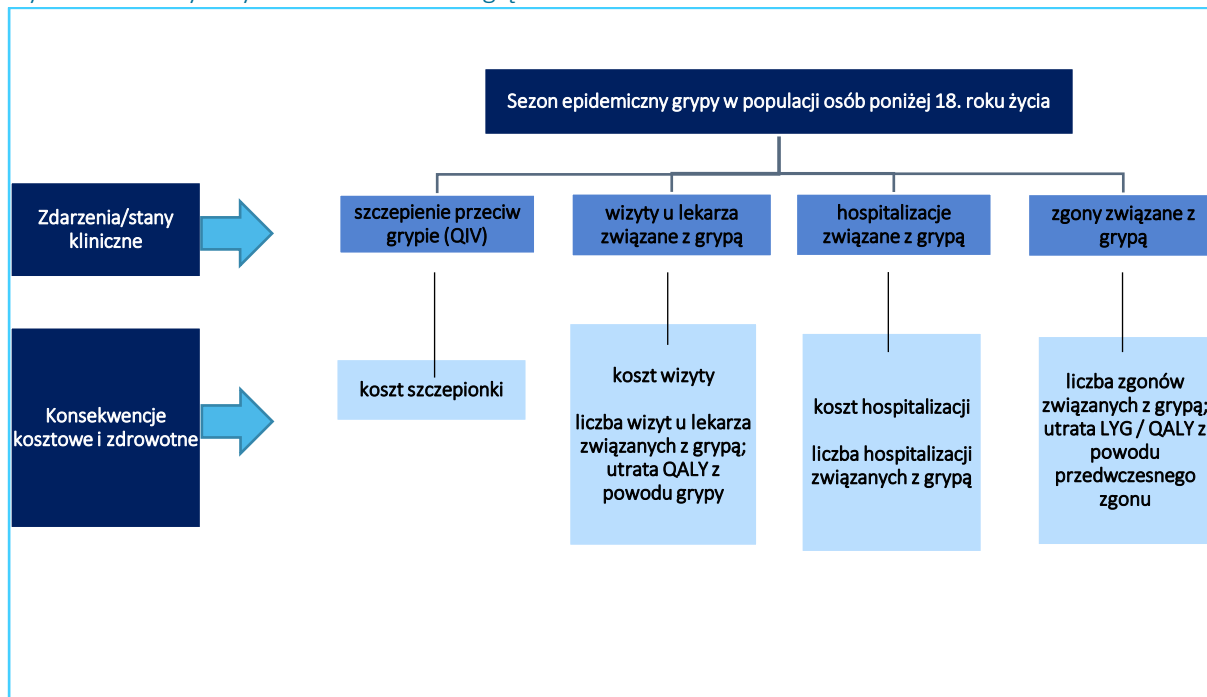 Sezon epidemiczny grypy w populacji osób poniżej 18. roku życia
Zdarzenia/stany
kliniczne
szczepienie przeciw
grypie (QIV)
wizyty u lekarza
związane z grypą
hospitalizacje
związane z grypą
zgony związane z
grypą
Konsekwencje
kosztowe i zdrowotne
koszt szczepionki
koszt wizyty
liczba wizyt u lekarza
związanych z grypą;
utrata QALY z
powodu grypy
koszt hospitalizacji
liczba hospitalizacji
związanych z grypą
liczba zgonów
związanych z grypą;
utrata LYG / QALY z
powodu
przedwczesnego
zgonu